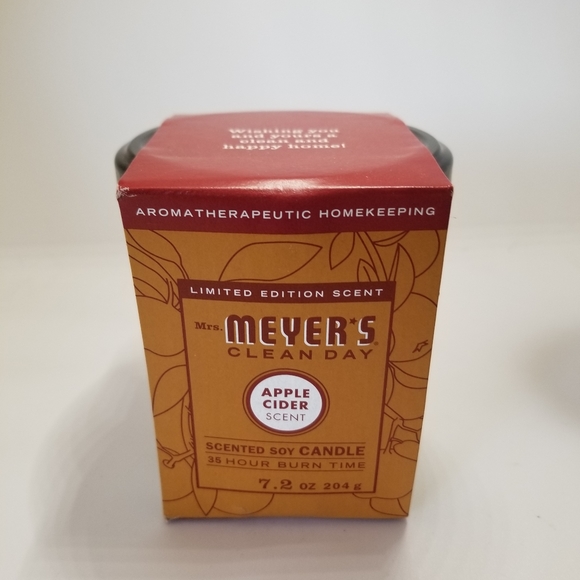 Wishing you
and yours a
clean and
happy home!
AROMATHERAPEUTIC HOMEKEEPING
LIMITED EDITION SCENT
Mrs. MEYER'S
CLEAN DAY
APPLE
CIDER
SCENT
SCENTED SOY CANDLE
35 HOUR BURN TIME
7.2 OZ 204 g